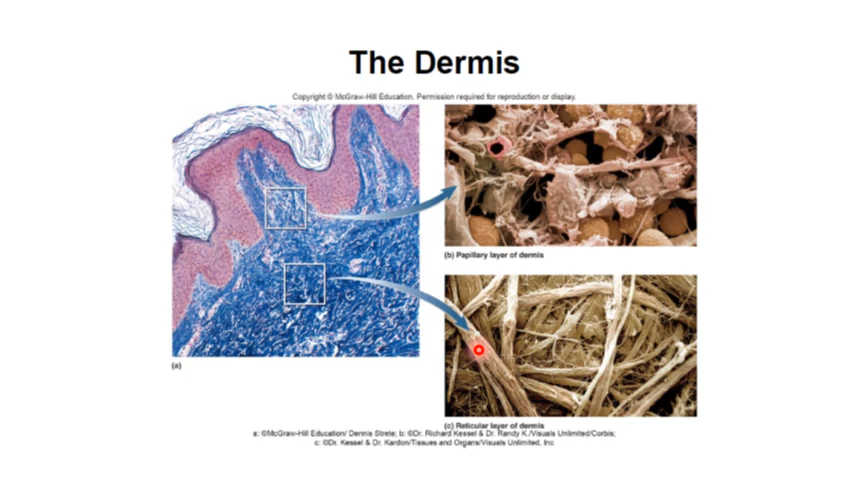 The Dermis
Copyright © McGraw-Hill Education. Permission required for reproduction or display.
(b) Papillary layer of dermis
(a)
(c) Reticular layer of dermis
a: ©McGraw-Hill Education/ Dennis Strete; b: ©Dr. Richard Kessel & Dr. Randy K./Visuals Unlimited/Corbis;
c: ©Dr. Kessel & Dr. Kardon/Tissues and Organs/Visuals Unlimited, Inc